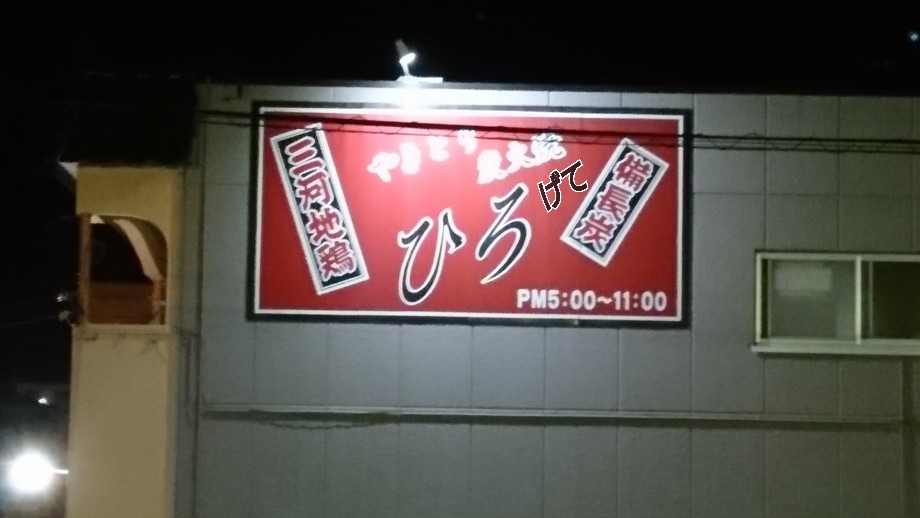 三河地鶏
やきとり 炭火焼
ひろ
げて
備長炭
PM5:00～11:00